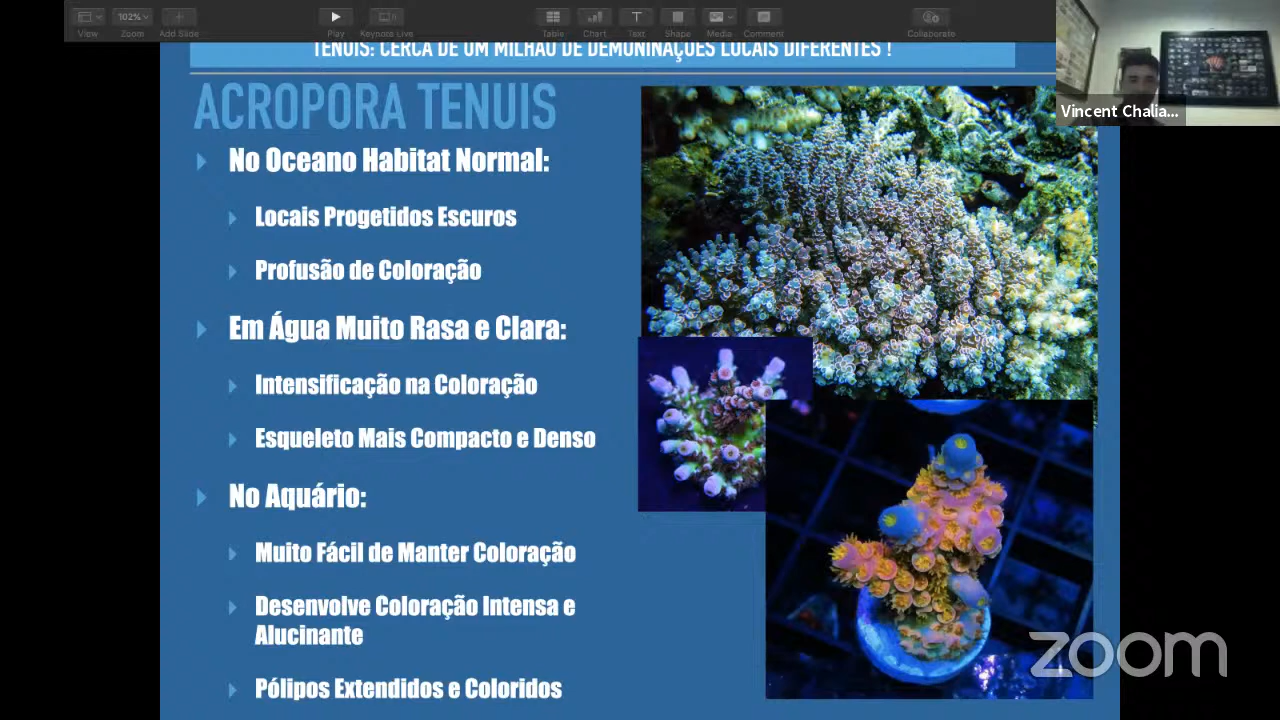 102%
View
Zoom
Add Slide
Play
Keynote Live
Table
Chart
Text
Shape
Media
Comment
Collaborate
TENUIS: CERCA DE UM MILHÃO DE DEMONINAÇÕES LOCAIS DIFERENTES !
Vincent Chalia...
ACROPORA TENUIS
No Oceano Habitat Normal:
Locais Progetidos Escuros
Profusão de Coloração
Em Água Muito Rasa e Clara:
Intensificação na Coloração
Esqueleto Mais Compacto e Denso
No Aquário:
Muito Fácil de Manter Coloração
Desenvolve Coloração Intensa e
Alucinante
Pólipos Extendidos e Coloridos
zoom